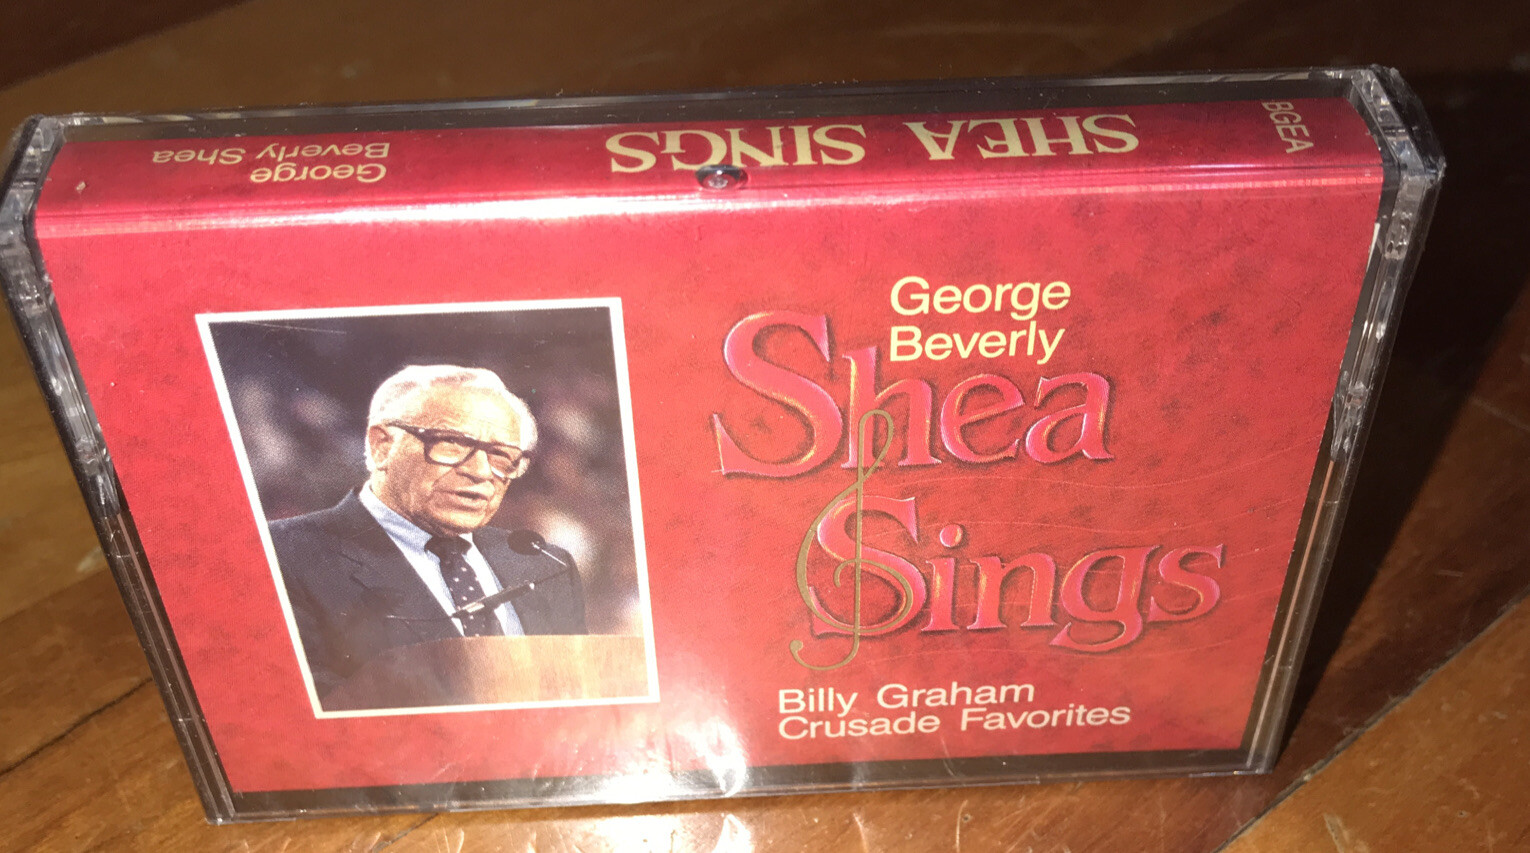 George
Beverly Shea
SHEA SINGS
BGEA
George
Beverly
Shea
Sings
Billy Graham
Crusade Favorites